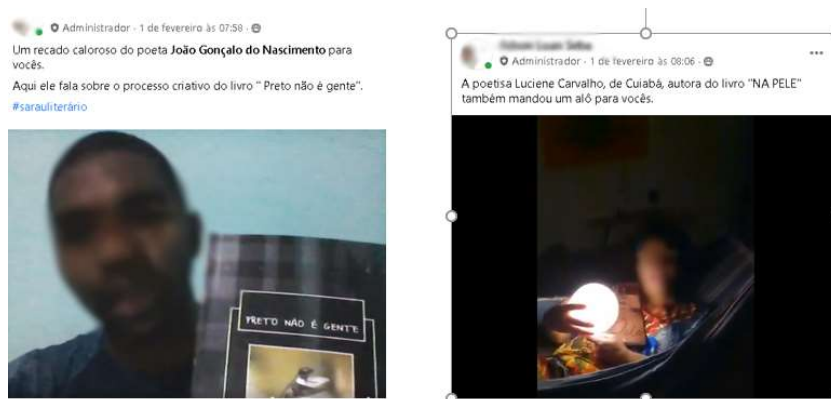 Administrador · 1 de fevereiro às 07:58 ·
Um recado caloroso do poeta João Gonçalo do Nascimento para
vocês.
Aqui ele fala sobre o processo criativo do livro " Preto não é gente".
#sarauliterário
PRETO NÃO É GENTE
Administrador · 1 de fevereiro às 08:06 ·
A poetisa Luciene Carvalho, de Cuiabá, autora do livro "NA PELE"
também mandou um alô para vocês.